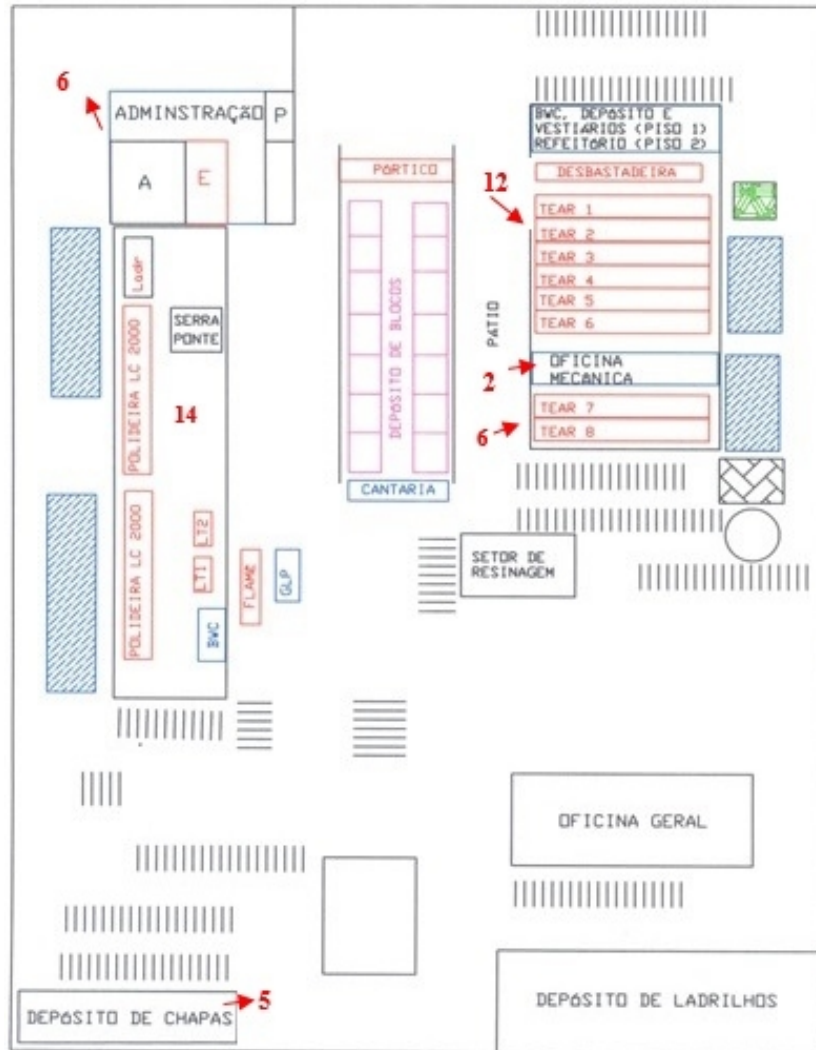 6
ADMINSTRAÇÃO
P
A
E
Ladr
SERRA
PONTE
POLIDEIRA LC 2000
14
POLIDEIRA LC 2000
LT2
LT1
BWC
FLAME
GLP
PÓRTICO
DEPÓSITO DE BLOCOS
CANTARIA
PÁTIO
BWC, DEPÓSITO E
VESTIÁRIOS (PISO 1)
REFEITÓRIO (PISO 2)
DESBASTADEIRA
12
TEAR 1
TEAR 2
TEAR 3
TEAR 4
TEAR 5
TEAR 6
2
OFICINA
MECÂNICA
TEAR 7
6
TEAR 8
SETOR DE
RESINAGEM
OFICINA GERAL
5
DEPÓSITO DE CHAPAS
DEPÓSITO DE LADRILHOS